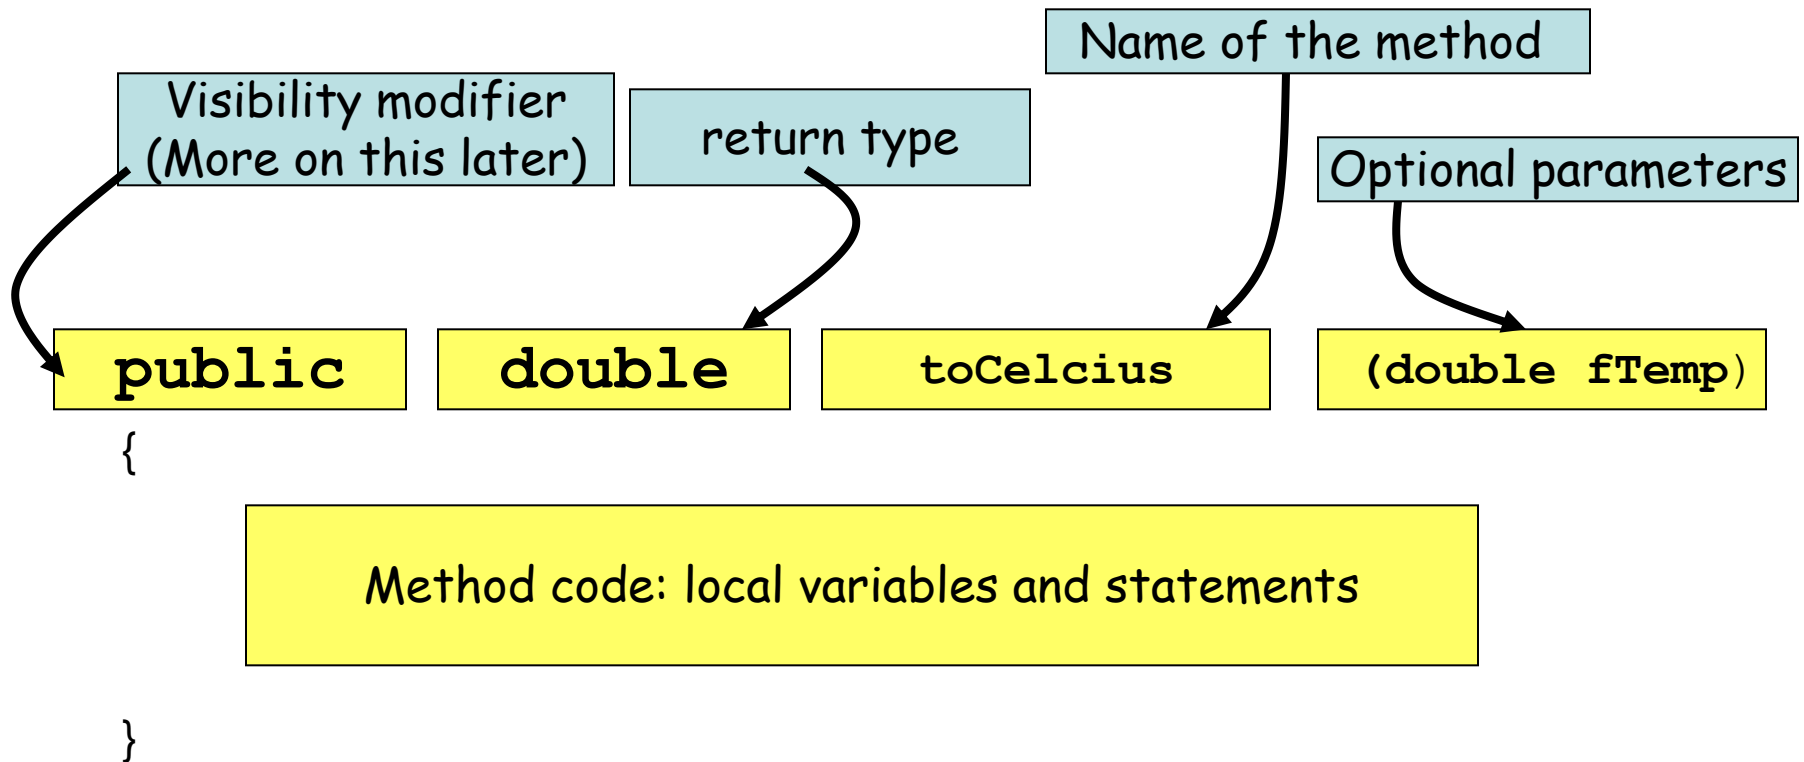 Name of the method
Visibility modifier
(More on this later)
return type
Optional parameters
public double toCelcius (double fTemp)
{
Method code: local variables and statements
}